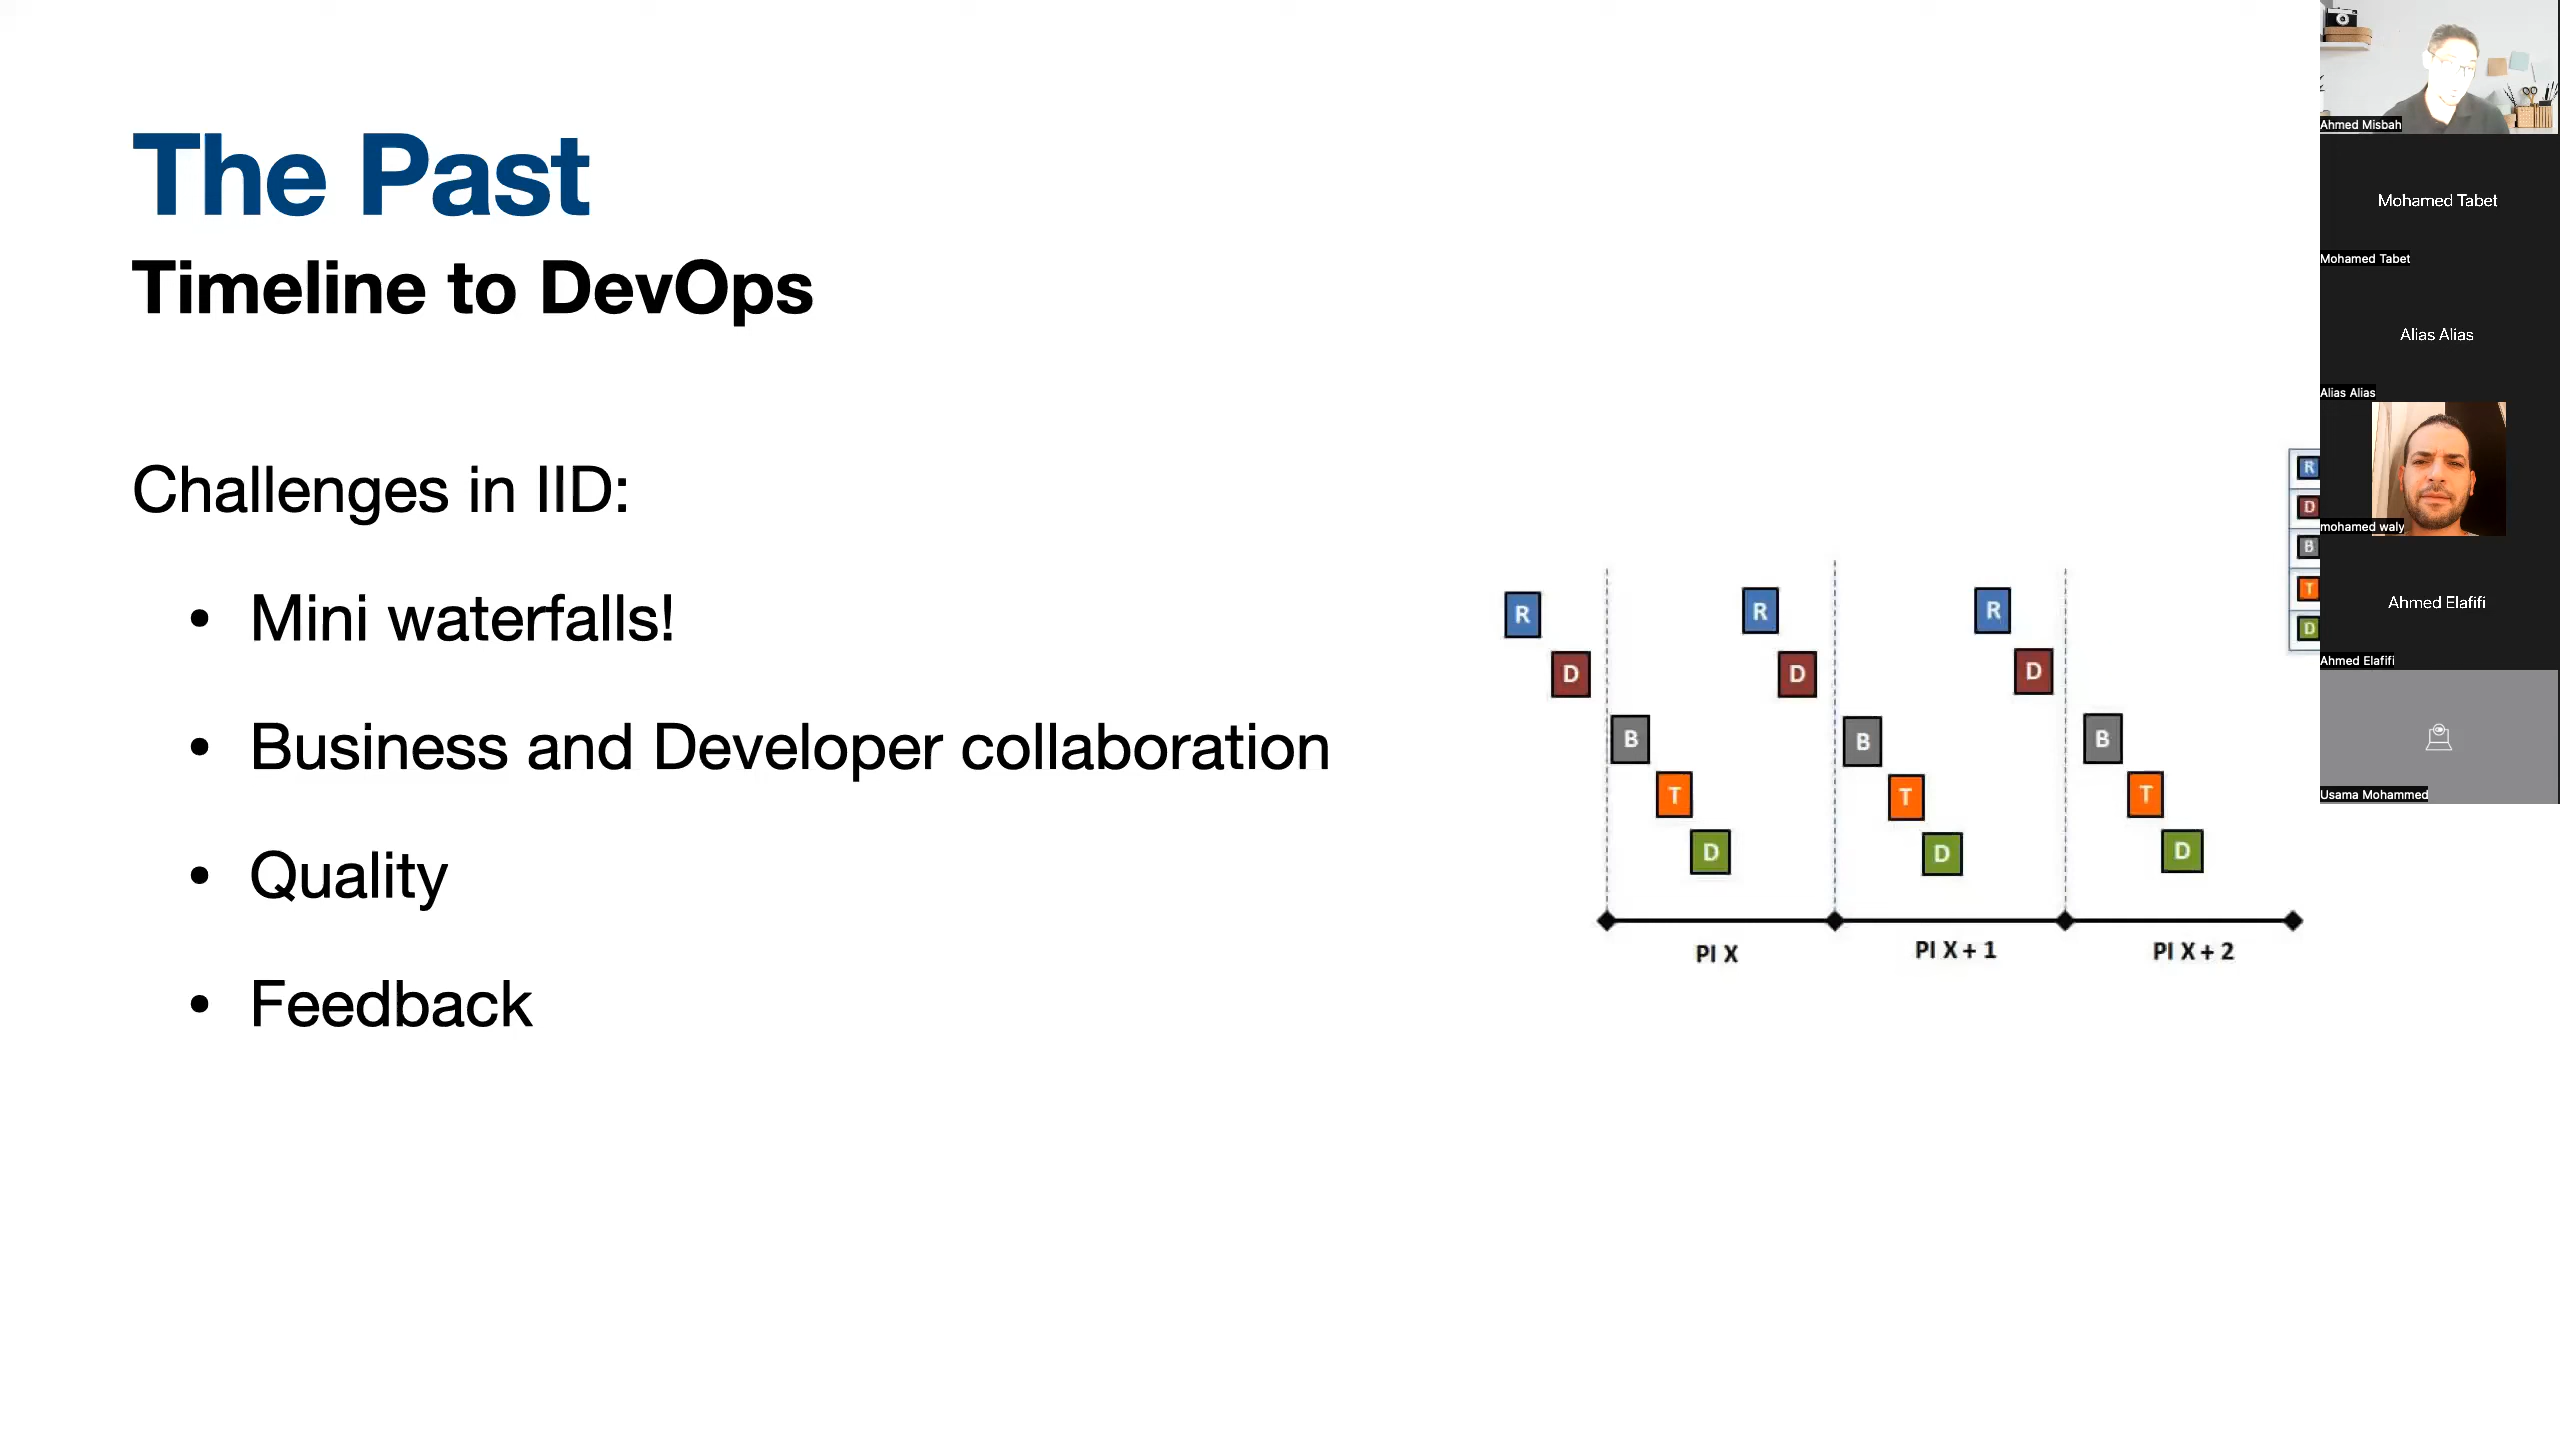 The Past
Timeline to DevOps
Challenges in IID:
• Mini waterfalls!
• Business and Developer collaboration
• Quality
• Feedback
R R R
D D D
B B B
T T T
D D D
PI X PI X + 1 PI X + 2
R
D
B
T
D
Ahmed Misbah
Mohamed Tabet
Mohamed Tabet
Alias Alias
Alias Alias
mohamed waly
Ahmed Elafifi
Ahmed Elafifi
Usama Mohammed